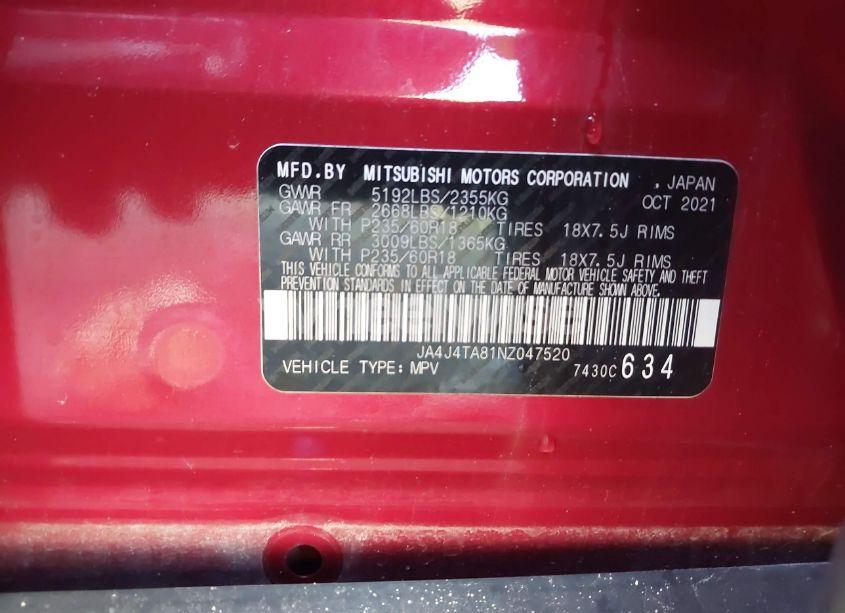 MFD.BY MITSUBISHI MOTORS CORPORATION , JAPAN
GWWR 5192LBS/2355KG OCT 2021
GAWR FR 2668LBS/1210KG
WITH P235/60R18 TIRES 18X7.5J RIMS
GAWR RR 3009LBS/1365KG
WITH P235/60R18 TIRES 18X7.5J RIMS
THIS VEHICLE CONFORMS TO ALL APPLICABLE FEDERAL MOTOR VEHICLE SAFETY AND THEFT
PREVENTION STANDARDS IN EFFECT ON THE DATE OF MANUFACTURE SHOWN ABOVE.
JA4J4TA81NZ047520
VEHICLE TYPE: MPV 7430C 634